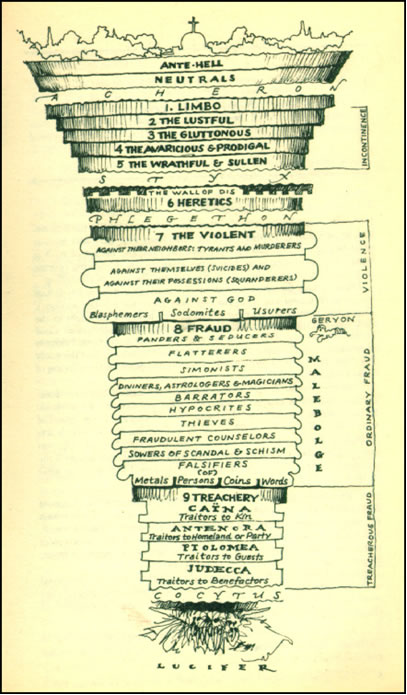 ANTE-HELL
NEUTRALS
ACHERON
1. LIMBO
2 THE LUSTFUL
3 THE GLUTTONOUS
4 THE AVARICIOUS & PRODIGAL
5 THE WRATHFUL & SULLEN
INCONTINENCE
STYX
THE WALL OF DIS
6 HERETICS
PHLEGETHON
7 THE VIOLENT
AGAINST THEIR NEIGHBERS: TYRANTS AND MURDERERS
AGAINST THEMSELVES (SUICIDES) AND
AGAINST THEIR POSSESSIONS (SQUANDERERS)
AGAINST GOD
Blasphemers Sodomites Usurers
VIOLENCE
GERYON
8 FRAUD
PANDERS & SEDUCERS
FLATTERERS
SIMONISTS
DIVINERS, ASTROLOGERS & MAGICIANS
BARRATORS
HYPOCRITES
THIEVES
FRAUDULENT COUNSELORS
SOWERS OF SCANDAL & SCHISM
FALSIFIERS
(OF)
Metals Persons Coins Words
MALEBOLGE
ORDINARY FRAUD
9 TREACHERY
CAÏNA
Traitors to Kin
ANTENORA
Traitors to Homeland or Party
PTOLOMEA
Traitors to Guests
JUDECCA
Traitors to Benefactors
TREACHEROUS FRAUD
COCYTUS
LUCIFER